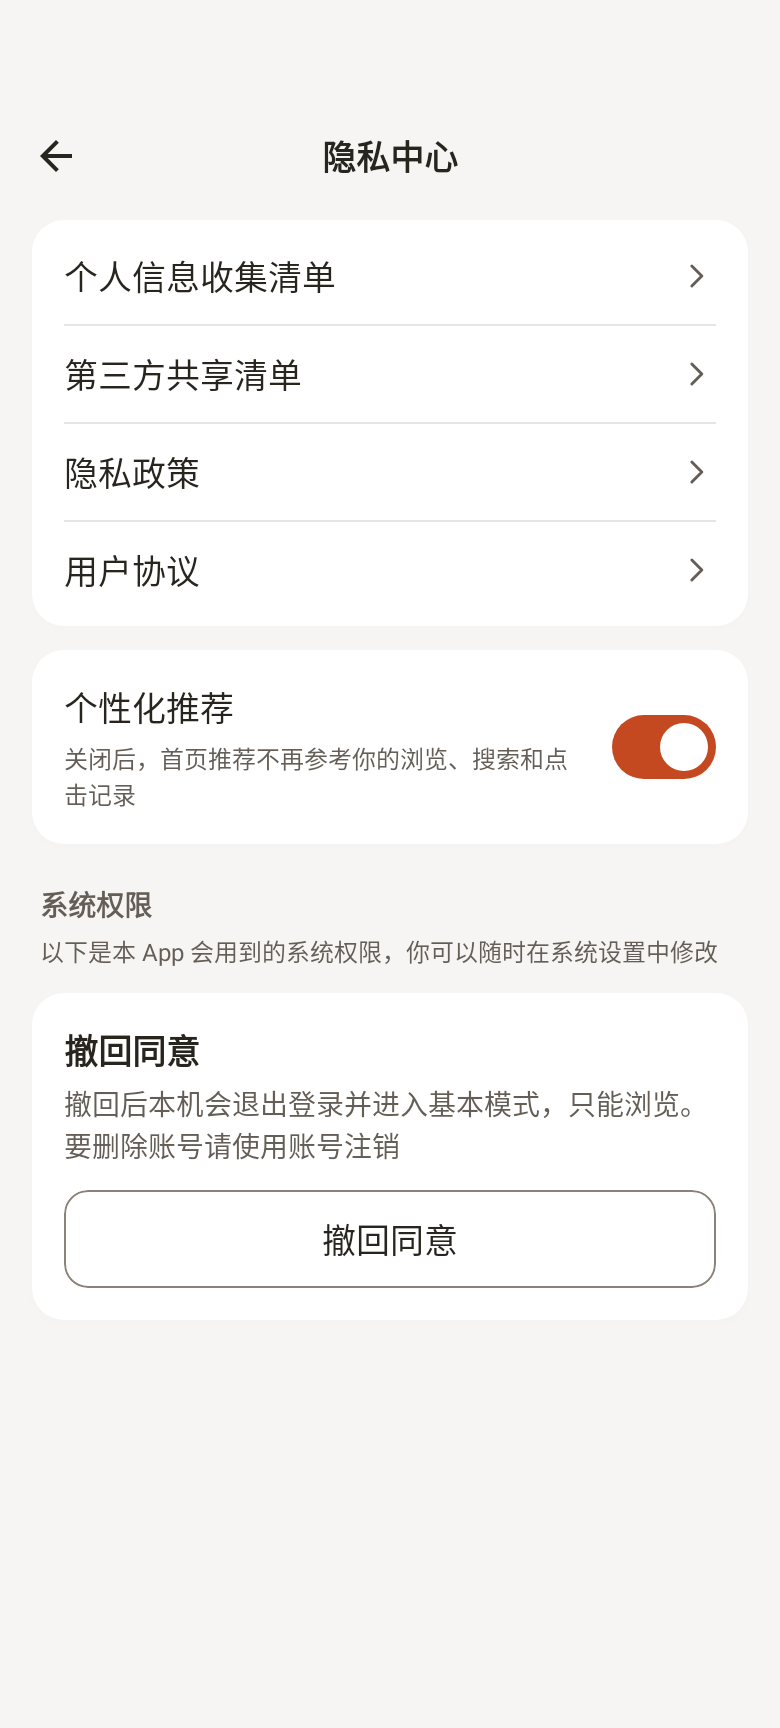 隐私中心
个人信息收集清单
第三方共享清单
隐私政策
用户协议
个性化推荐
关闭后，首页推荐不再参考你的浏览、搜索和点
击记录
系统权限
以下是本 App 会用到的系统权限，你可以随时在系统设置中修改
撤回同意
撤回后本机会退出登录并进入基本模式，只能浏览。
要删除账号请使用账号注销
撤回同意